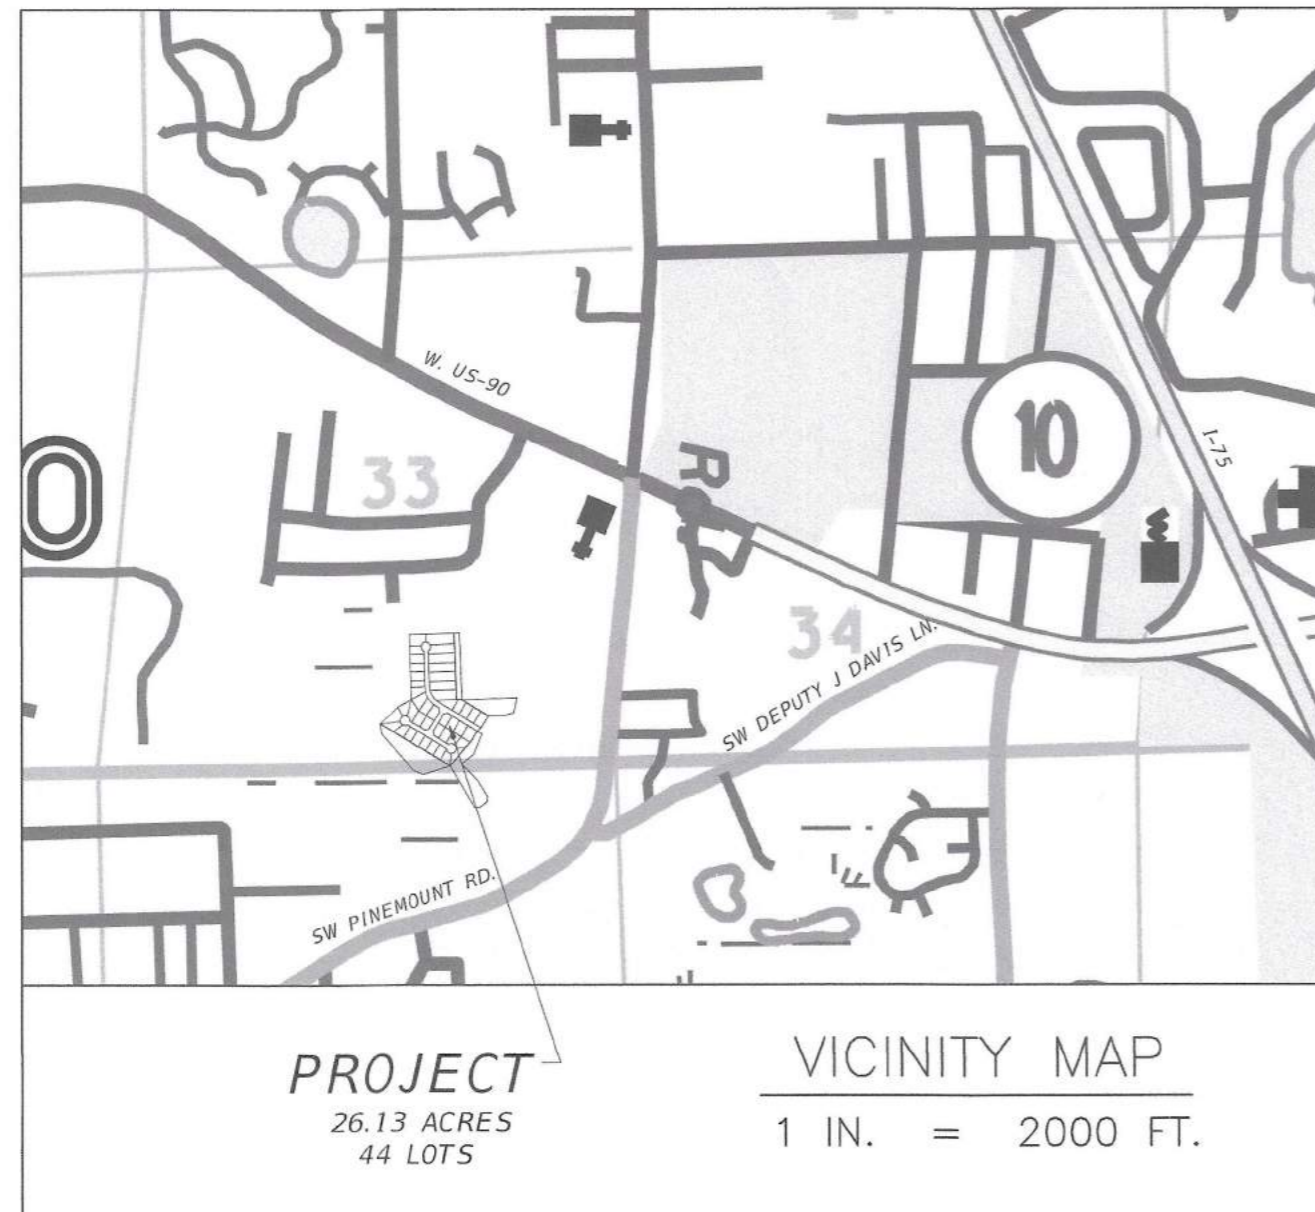 W. US-90
33
R
10
I-75
34
SW DEPUTY J DAVIS LN.
SW PINEMOUNT RD.
PROJECT
26.13 ACRES
44 LOTS
VICINITY MAP
1 IN. = 2000 FT.